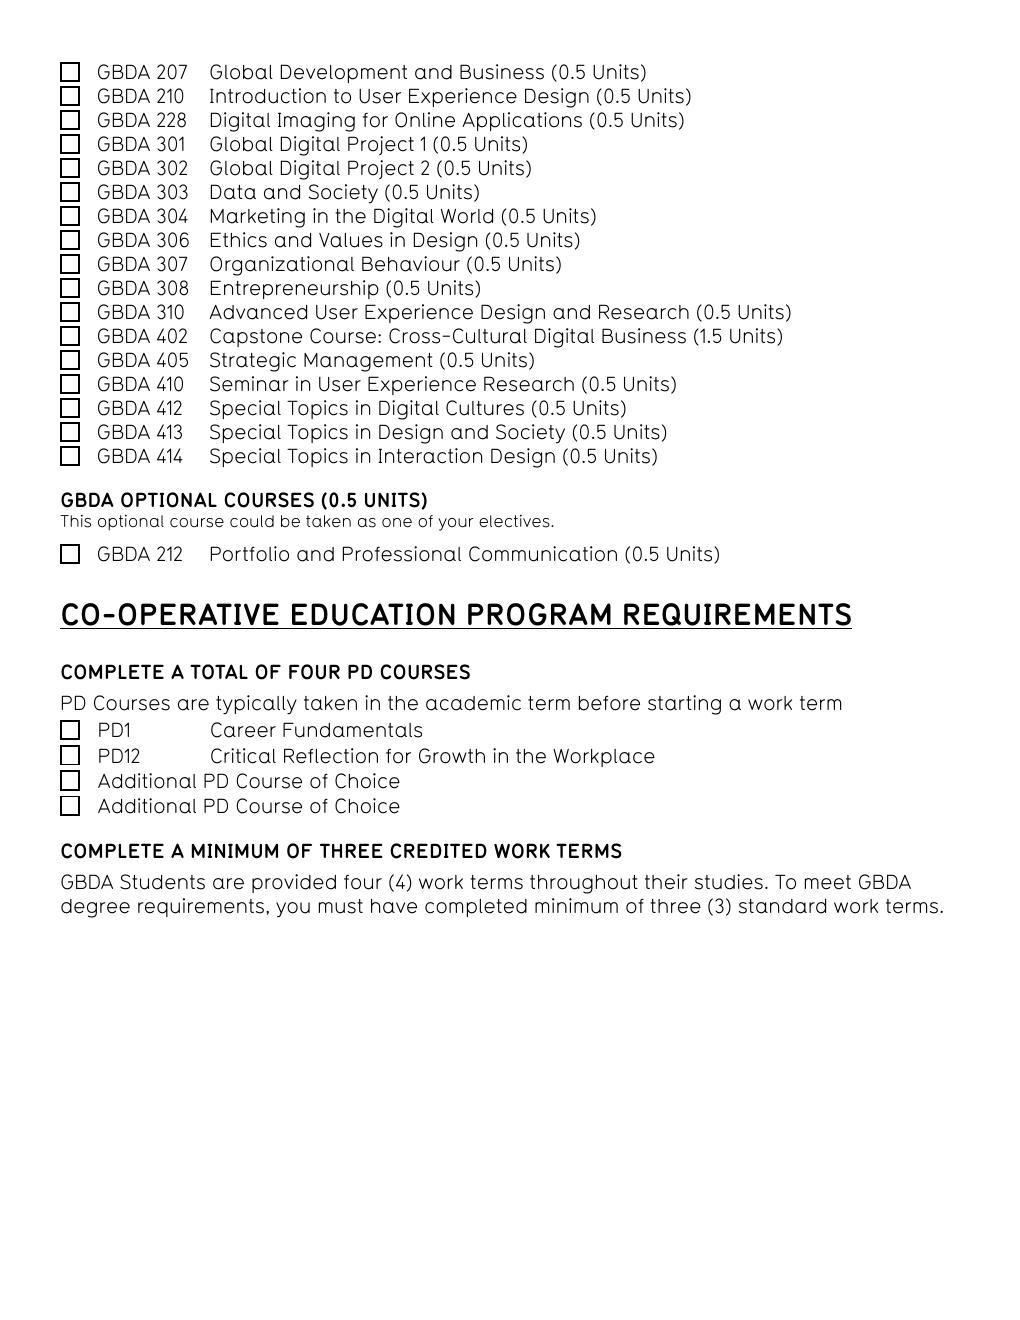 GBDA 207 Global Development and Business (0.5 Units)
GBDA 210 Introduction to User Experience Design (0.5 Units)
GBDA 228 Digital Imaging for Online Applications (0.5 Units)
GBDA 301 Global Digital Project 1 (0.5 Units)
GBDA 302 Global Digital Project 2 (0.5 Units)
GBDA 303 Data and Society (0.5 Units)
GBDA 304 Marketing in the Digital World (0.5 Units)
GBDA 306 Ethics and Values in Design (0.5 Units)
GBDA 307 Organizational Behaviour (0.5 Units)
GBDA 308 Entrepreneurship (0.5 Units)
GBDA 310 Advanced User Experience Design and Research (0.5 Units)
GBDA 402 Capstone Course: Cross-Cultural Digital Business (1.5 Units)
GBDA 405 Strategic Management (0.5 Units)
GBDA 410 Seminar in User Experience Research (0.5 Units)
GBDA 412 Special Topics in Digital Cultures (0.5 Units)
GBDA 413 Special Topics in Design and Society (0.5 Units)
GBDA 414 Special Topics in Interaction Design (0.5 Units)
GBDA OPTIONAL COURSES (0.5 UNITS)
This optional course could be taken as one of your electives.
GBDA 212 Portfolio and Professional Communication (0.5 Units)
CO-OPERATIVE EDUCATION PROGRAM REQUIREMENTS
COMPLETE A TOTAL OF FOUR PD COURSES
PD Courses are typically taken in the academic term before starting a work term
PD1 Career Fundamentals
PD12 Critical Reflection for Growth in the Workplace
Additional PD Course of Choice
Additional PD Course of Choice
COMPLETE A MINIMUM OF THREE CREDITED WORK TERMS
GBDA Students are provided four (4) work terms throughout their studies. To meet GBDA
degree requirements, you must have completed minimum of three (3) standard work terms.